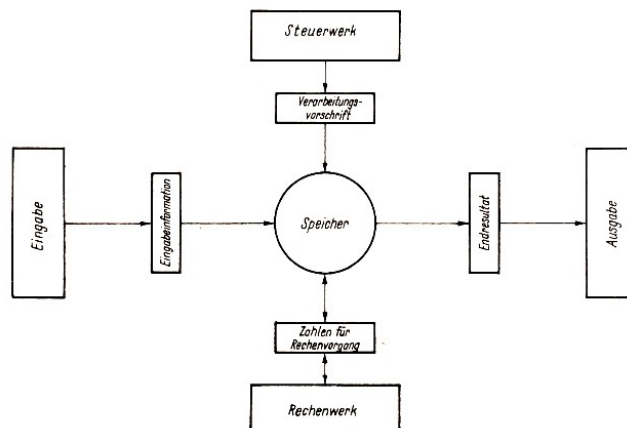 Steuerwerk
Verarbeitungs-
vorschrift
Eingabe
Eingabeinformation
Speicher
Endresultat
Ausgabe
Zahlen für
Rechenvorgang
Rechenwerk